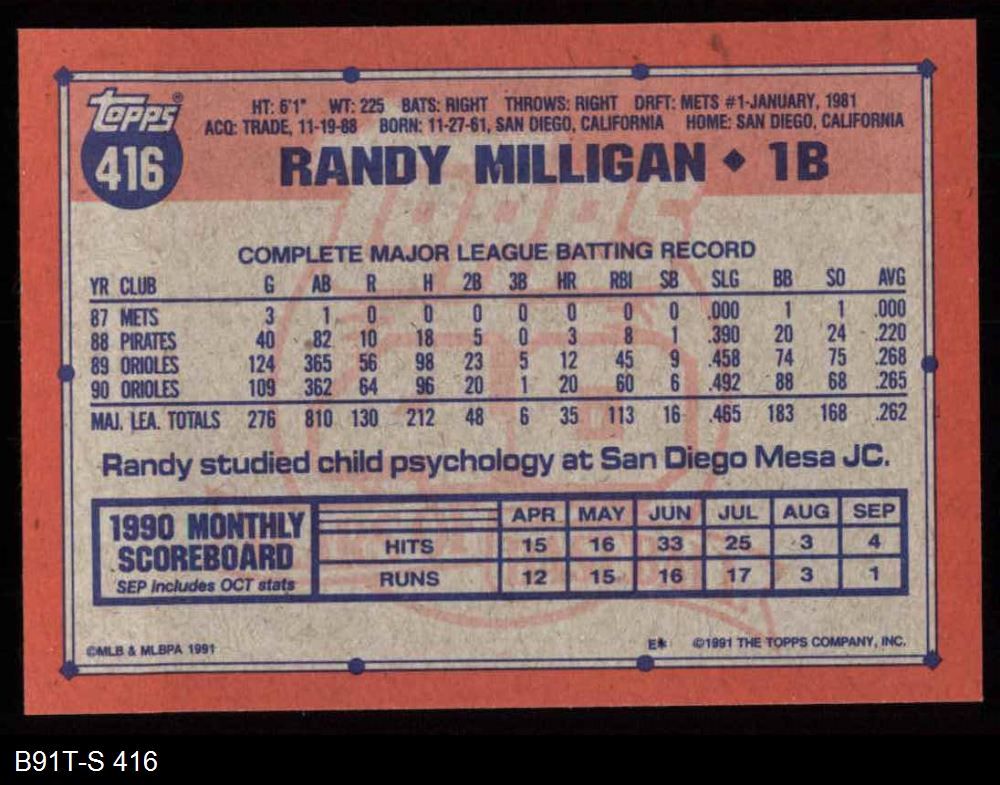 Topps®
416
HT: 6'1" WT: 225 BATS: RIGHT THROWS: RIGHT DRFT: METS #1-JANUARY, 1981
ACQ: TRADE, 11-19-88 BORN: 11-27-61, SAN DIEGO, CALIFORNIA HOME: SAN DIEGO, CALIFORNIA
RANDY MILLIGAN ◆ 1B
COMPLETE MAJOR LEAGUE BATTING RECORD
YR CLUB G AB R H 2B 3B HR RBI SB SLG BB SO AVG
87 METS 3 1 0 0 0 0 0 0 0 .000 1 1 .000
88 PIRATES 40 82 10 18 5 0 3 8 1 .390 20 24 .220
89 ORIOLES 124 365 56 98 23 5 12 45 9 .458 74 75 .268
90 ORIOLES 109 362 64 96 20 1 20 60 6 .492 88 68 .265
MAJ. LEA. TOTALS 276 810 130 212 48 6 35 113 16 .465 183 168 .262
Randy studied child psychology at San Diego Mesa JC.
1990 MONTHLY
SCOREBOARD
SEP includes OCT stats
APR MAY JUN JUL AUG SEP
HITS 15 16 33 25 3 4
RUNS 12 15 16 17 3 1
©MLB & MLBPA 1991
E* ©1991 THE TOPPS COMPANY, INC.
B91T-S 416